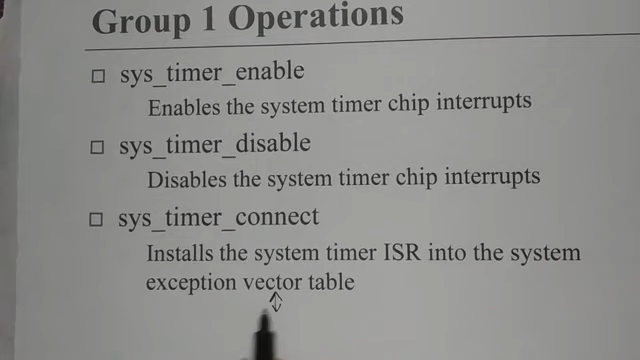 Group 1 Operations
sys_timer_enable
Enables the system timer chip interrupts
sys_timer_disable
Disables the system timer chip interrupts
sys_timer_connect
Installs the system timer ISR into the system
exception vector table